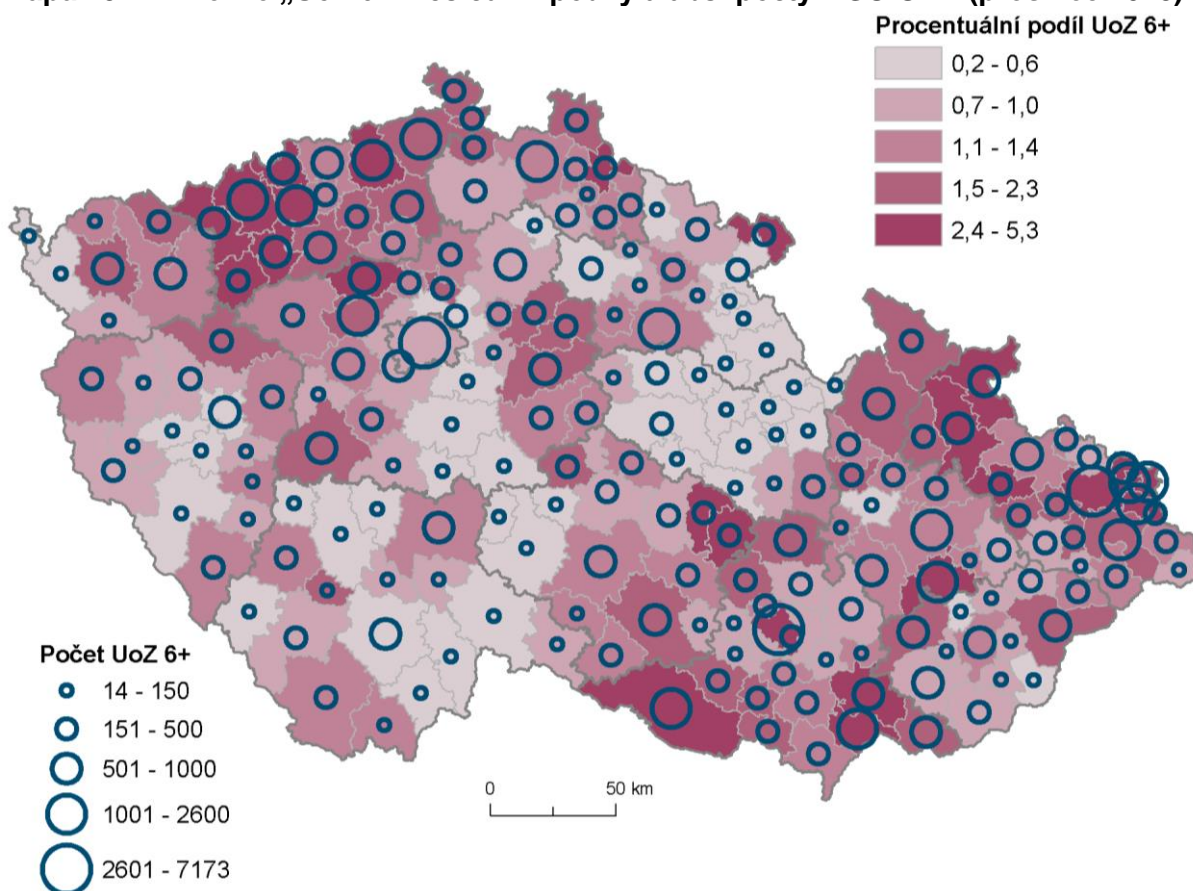 Procentuální podíl UoZ 6+
0,2 - 0,6
0,7 - 1,0
1,1 - 1,4
1,5 - 2,3
2,4 - 5,3
Počet UoZ 6+
14 - 150
151 - 500
501 - 1000
1001 - 2600
2601 - 7173
0 50 km